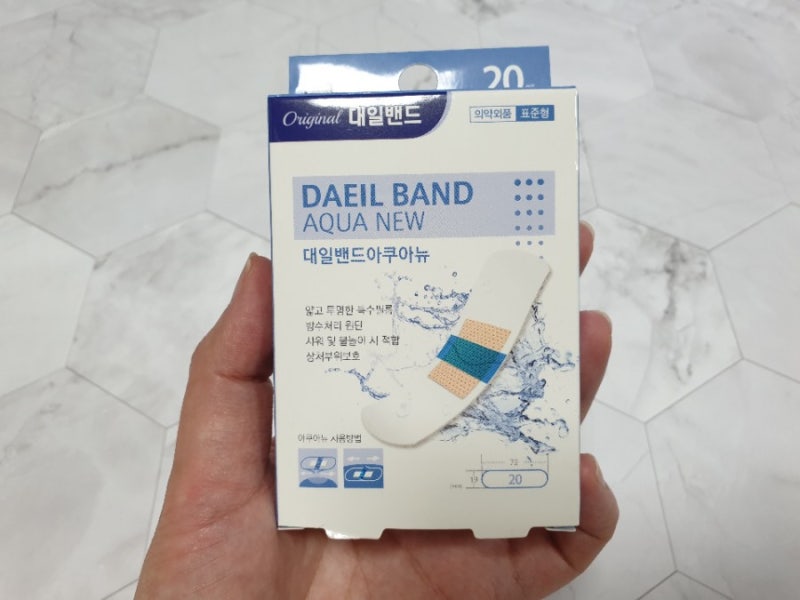 20
Original 대일밴드
의약외품 표준형
DAEIL BAND
AQUA NEW
대일밴드아쿠아뉴
얇고 투명한 특수필름
방수처리 원단
샤워 및 물놀이 시 적합
상처부위보호
아쿠아뉴 사용방법
72
19
20